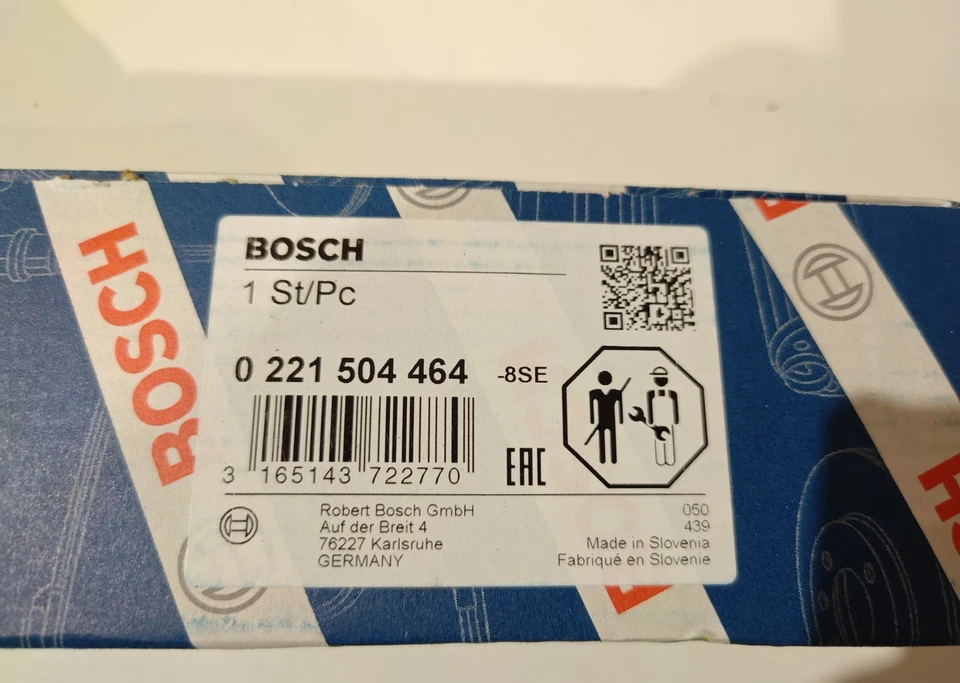 BOSCH
BOSCH
1 St/Pc
0 221 504 464 -8SE
3 165143 722770
EAC
Robert Bosch GmbH
Auf der Breit 4
76227 Karlsruhe
GERMANY
050
439
Made in Slovenia
Fabriqué en Slovenie